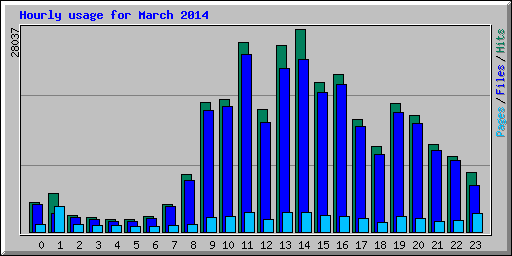 Hourly usage for March 2014
28037
Pages/Files/Hits
0 1 2 3 4 5 6 7 8 9 10 11 12 13 14 15 16 17 18 19 20 21 22 23